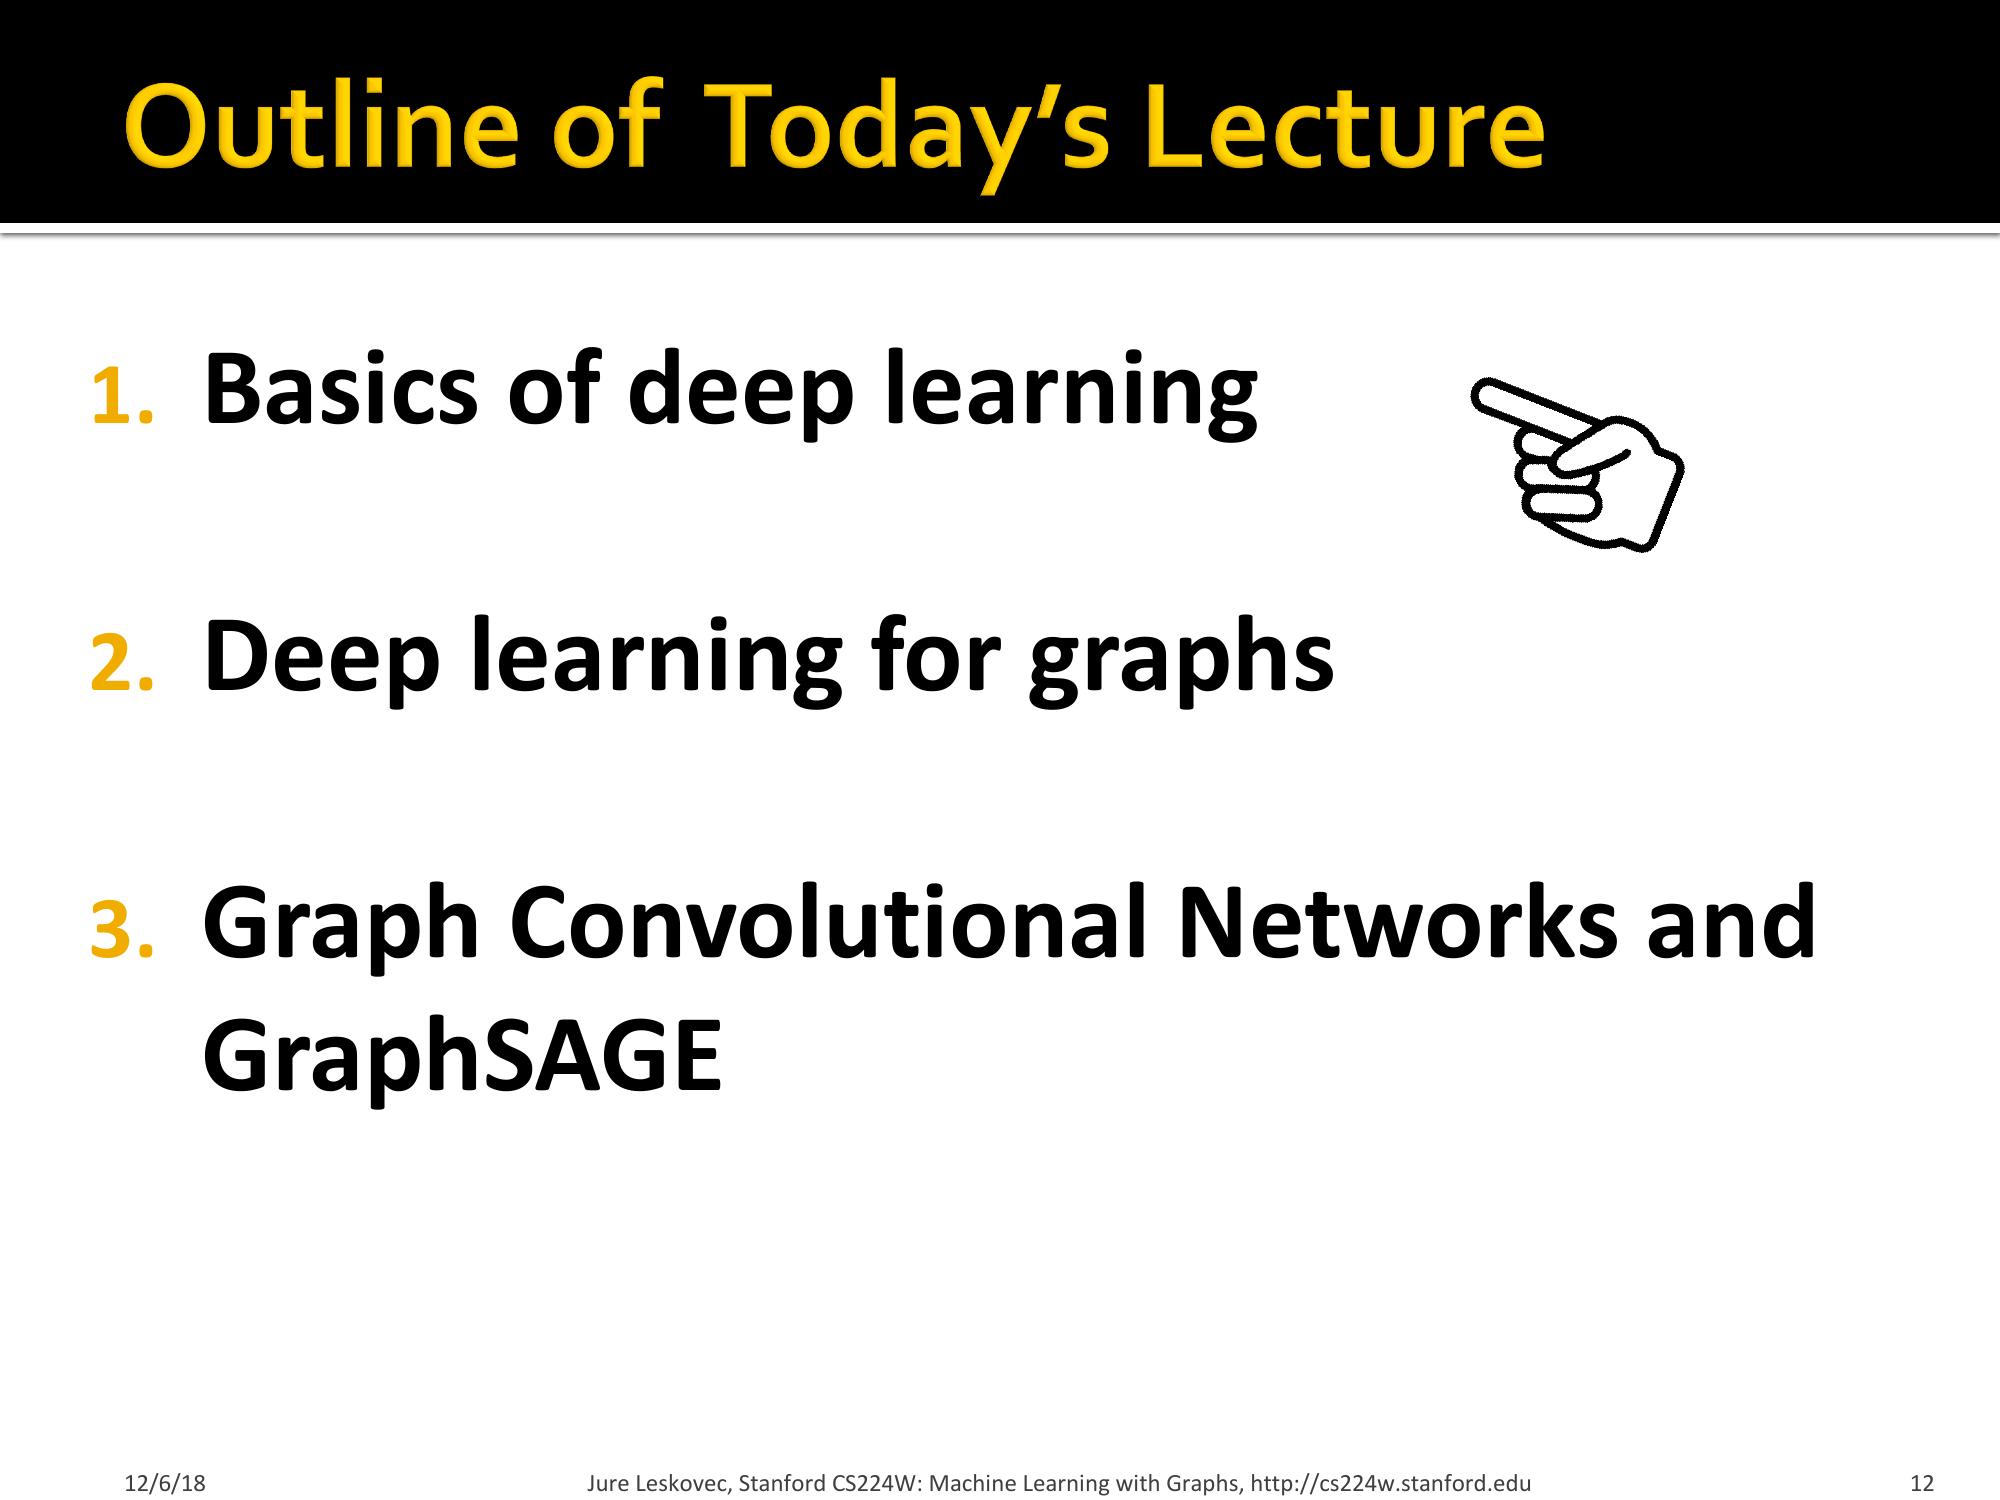 Outline of Today’s Lecture
1. Basics of deep learning
2. Deep learning for graphs
3. Graph Convolutional Networks and
GraphSAGE
12/6/18 Jure Leskovec, Stanford CS224W: Machine Learning with Graphs, http://cs224w.stanford.edu 12